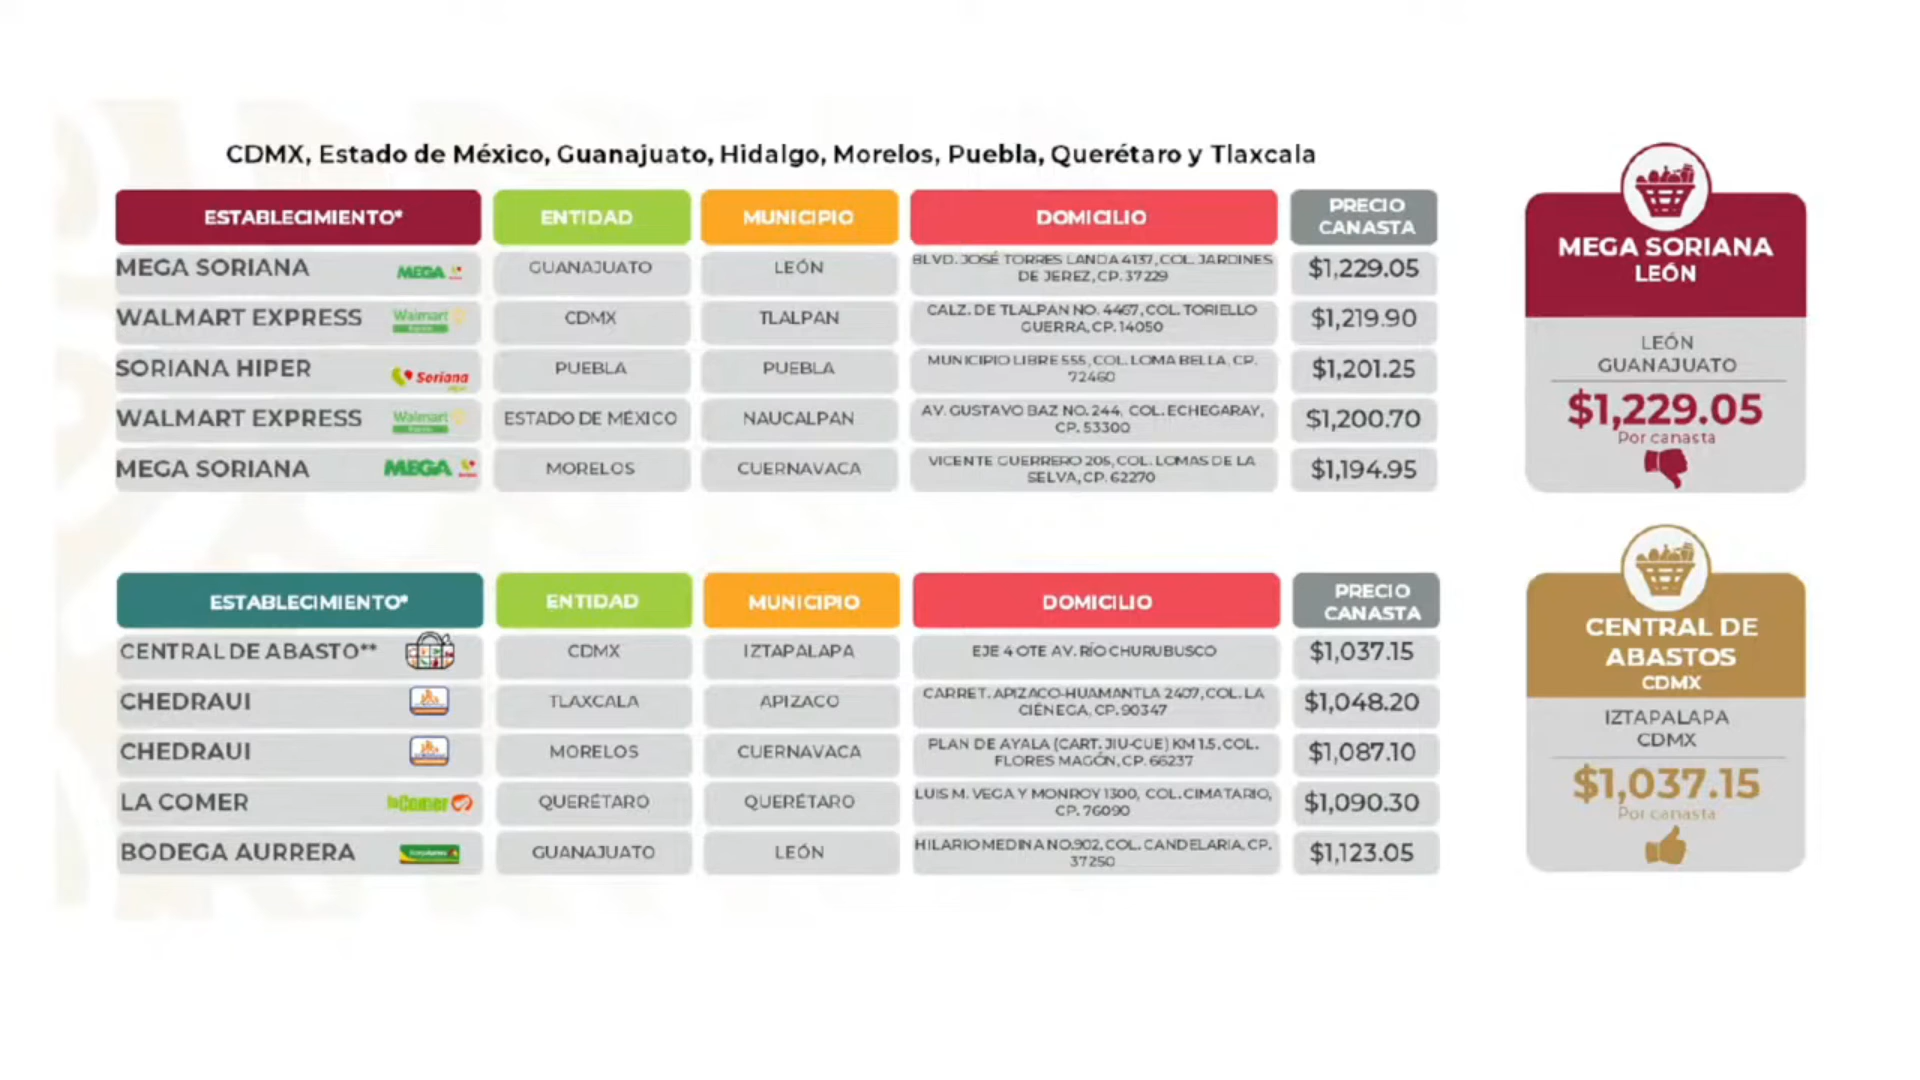 CDMX, Estado de México, Guanajuato, Hidalgo, Morelos, Puebla, Querétaro y Tlaxcala
ESTABLECIMIENTO* ENTIDAD MUNICIPIO DOMICILIO PRECIO CANASTA
MEGA SORIANA MEGA GUANAJUATO LEÓN BLVD. JOSÉ TORRES LANDA 4137, COL. JARDINES DE JEREZ, CP. 37229 $1,229.05
WALMART EXPRESS Walmart CDMX TLALPAN CALZ. DE TLALPAN NO. 4467, COL. TORIELLO GUERRA, CP. 14050 $1,219.90
SORIANA HIPER Soriana PUEBLA PUEBLA MUNICIPIO LIBRE 555, COL. LOMA BELLA, CP. 72460 $1,201.25
WALMART EXPRESS Walmart ESTADO DE MÉXICO NAUCALPAN AV. GUSTAVO BAZ NO. 244, COL. ECHEGARAY, CP. 53300 $1,200.70
MEGA SORIANA MEGA MORELOS CUERNAVACA VICENTE GUERRERO 205, COL. LOMAS DE LA SELVA, CP. 62270 $1,194.95
MEGA SORIANA
LEÓN
LEÓN
GUANAJUATO
$1,229.05
Por canasta
ESTABLECIMIENTO* ENTIDAD MUNICIPIO DOMICILIO PRECIO CANASTA
CENTRAL DE ABASTO** CDMX IZTAPALAPA EJE 4 OTE AV. RÍO CHURUBUSCO $1,037.15
CHEDRAUI TLAXCALA APIZACO CARRET. APIZACO-HUAMANTLA 2407, COL. LA CIÉNEGA, CP. 90347 $1,048.20
CHEDRAUI MORELOS CUERNAVACA PLAN DE AYALA (CART. JIU-CUE) KM 1.5, COL. FLORES MAGÓN, CP. 66237 $1,087.10
LA COMER laComer QUERÉTARO QUERÉTARO LUIS M. VEGA Y MONROY 1300, COL. CIMATARIO, CP. 76090 $1,090.30
BODEGA AURRERA GUANAJUATO LEÓN HILARIO MEDINA NO.902, COL. CANDELARIA, CP. 37250 $1,123.05
CENTRAL DE
ABASTOS
CDMX
IZTAPALAPA
CDMX
$1,037.15
Por canasta